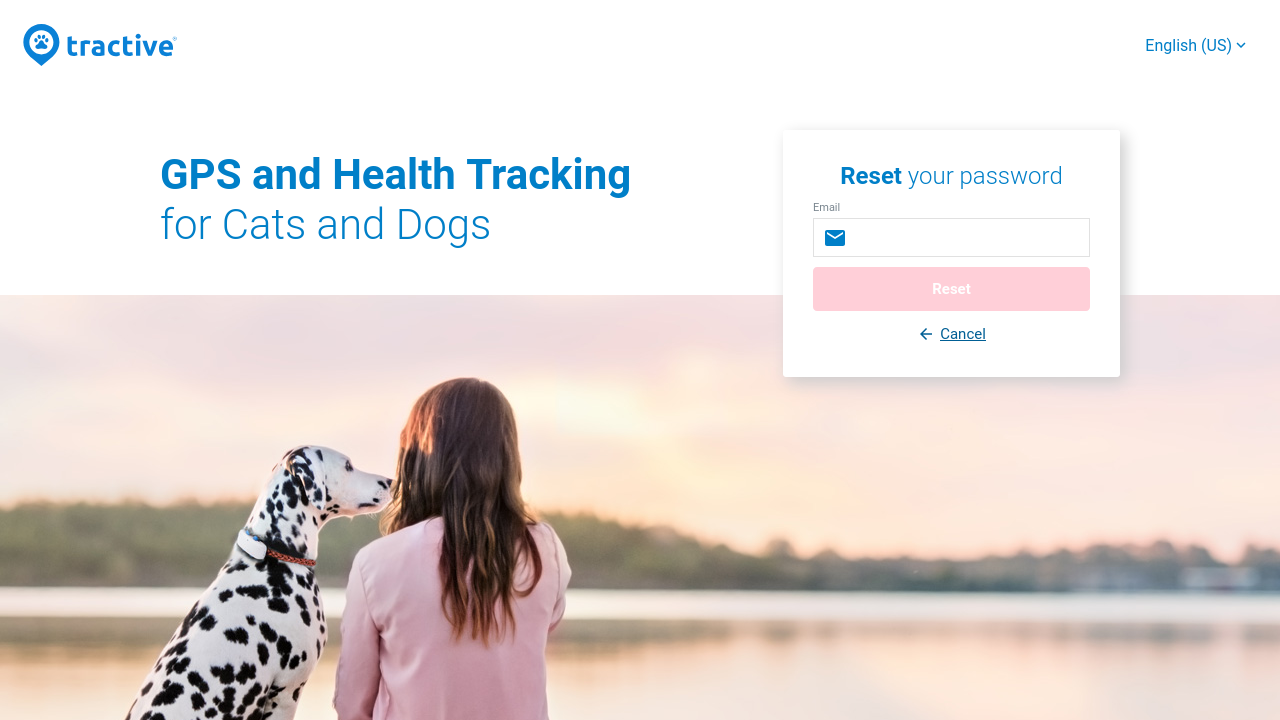 tractive
English (US)
GPS and Health Tracking
for Cats and Dogs
Reset your password
Email
Reset
Cancel